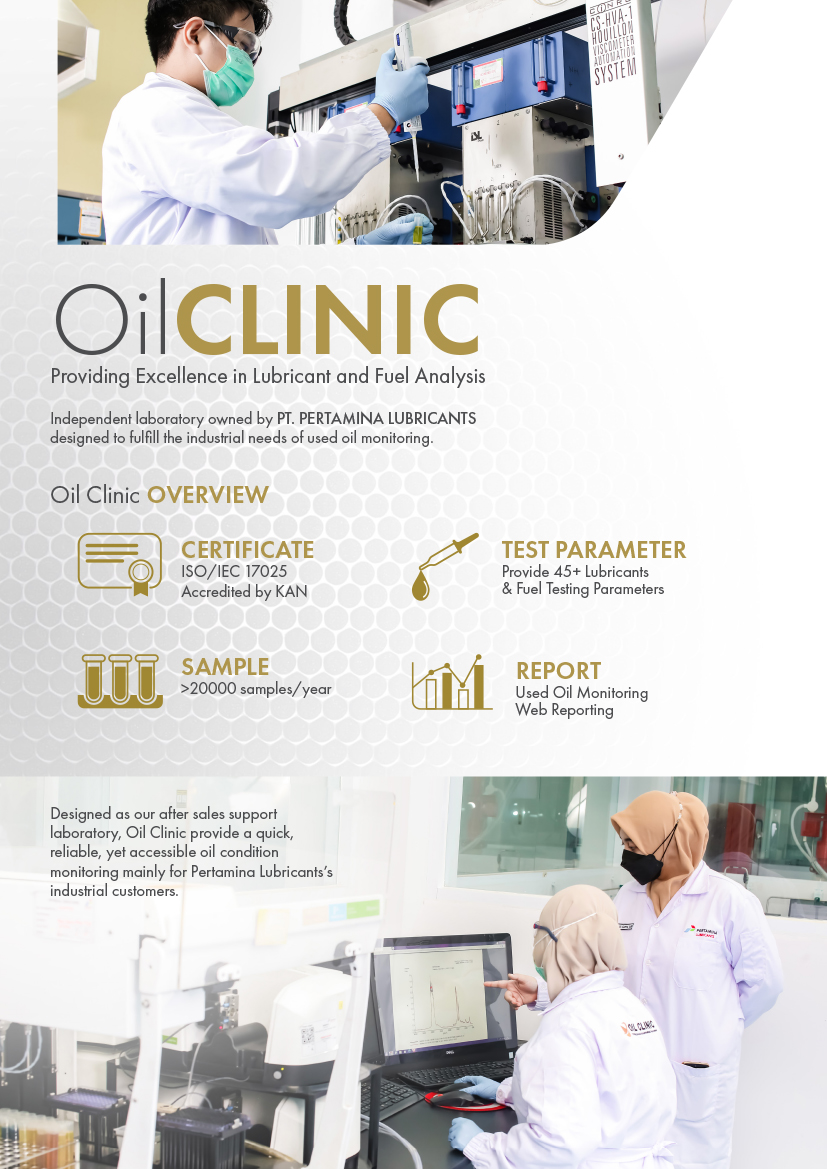 CS-HVA-1
HOUILLON
VISCOMETER
AUTOMATION
SYSTEM
OilCLINIC
Providing Excellence in Lubricant and Fuel Analysis
Independent laboratory owned by PT. PERTAMINA LUBRICANTS
designed to fulfill the industrial needs of used oil monitoring.
Oil Clinic OVERVIEW
CERTIFICATE
ISO/IEC 17025
Accredited by KAN
TEST PARAMETER
Provide 45+ Lubricants
& Fuel Testing Parameters
SAMPLE
>20000 samples/year
REPORT
Used Oil Monitoring
Web Reporting
Designed as our after sales support
laboratory, Oil Clinic provide a quick,
reliable, yet accessible oil condition
monitoring mainly for Pertamina Lubricants's
industrial customers.
PERTAMINA
LUBRICANTS
OIL CLINIC
DELL